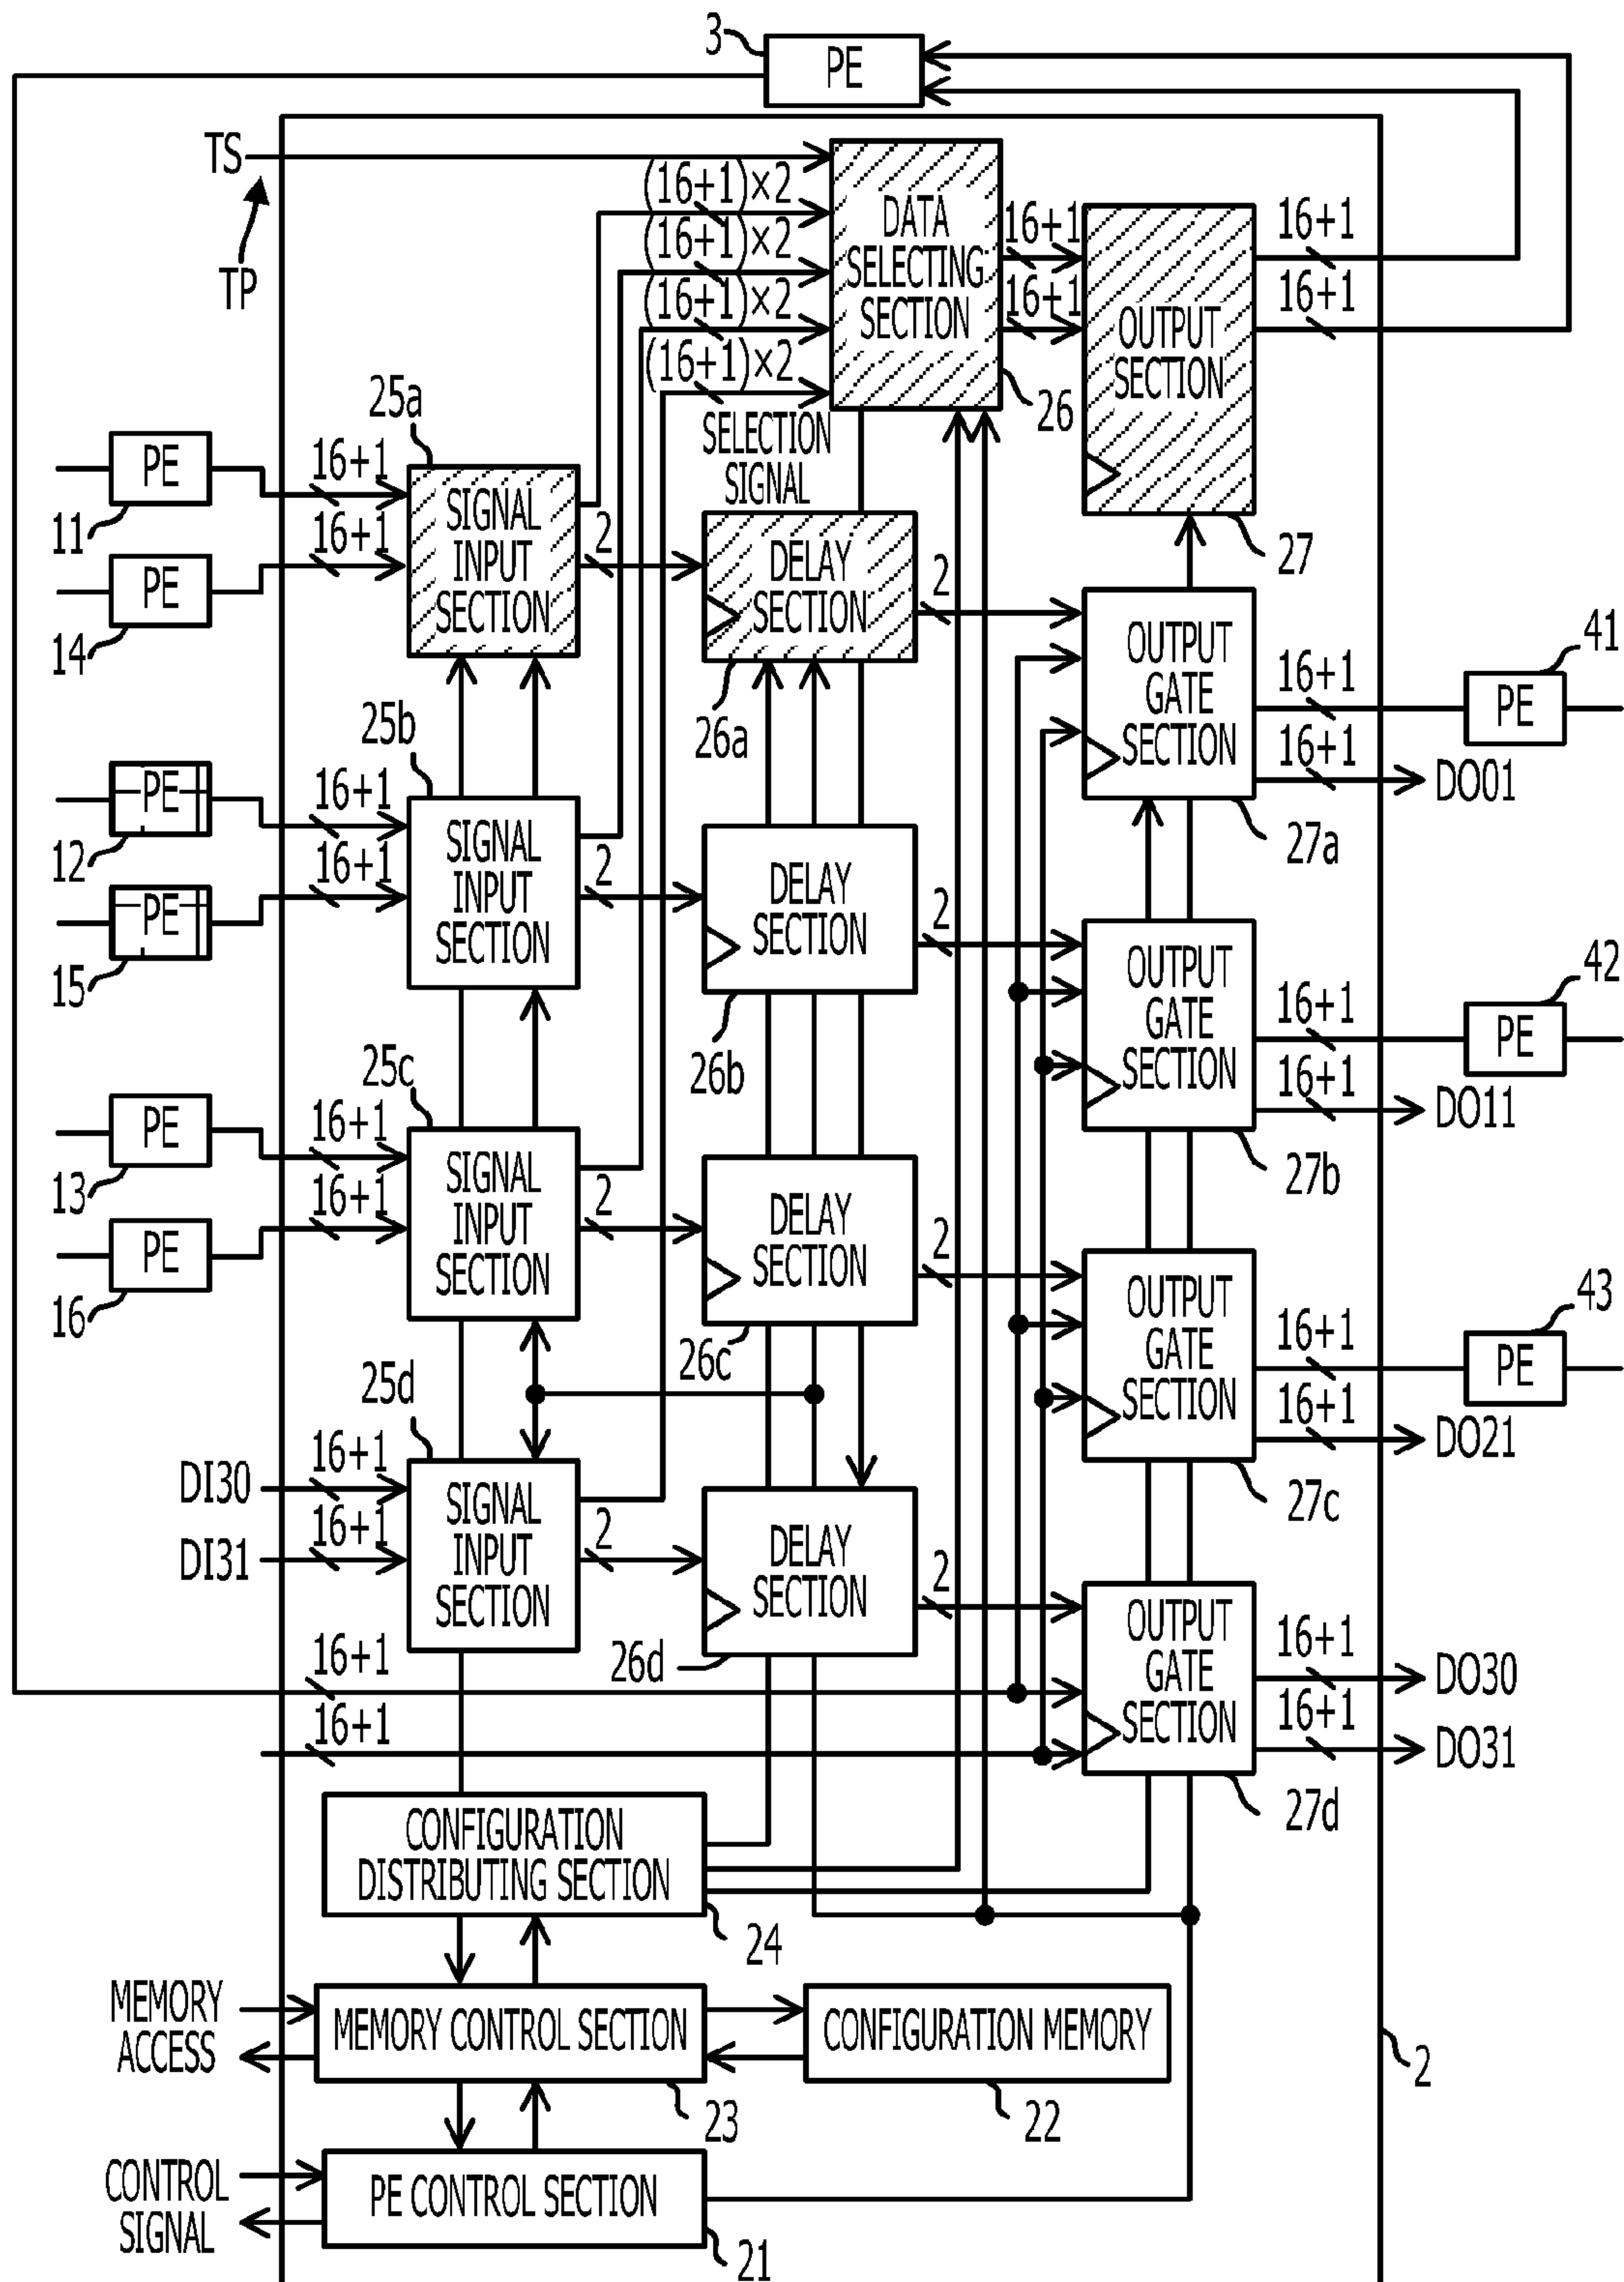 3
PE
TS
TP
(16+1)×2
(16+1)×2
(16+1)×2
(16+1)×2
DATA
SELECTING
SECTION
26
16+1
16+1
OUTPUT
SECTION
27
16+1
16+1
SELECTION
SIGNAL
PE
11
PE
14
16+1
16+1
25a
SIGNAL
INPUT
SECTION
2
DELAY
SECTION
26a
2
OUTPUT
GATE
SECTION
27a
16+1
16+1
PE
41
DO01
PE
12
PE
15
16+1
16+1
25b
SIGNAL
INPUT
SECTION
2
DELAY
SECTION
26b
2
OUTPUT
GATE
SECTION
27b
16+1
16+1
PE
42
DO11
PE
13
PE
16
16+1
16+1
25c
SIGNAL
INPUT
SECTION
2
DELAY
SECTION
26c
2
OUTPUT
GATE
SECTION
27c
16+1
16+1
PE
43
DO21
DI30
DI31
16+1
16+1
25d
SIGNAL
INPUT
SECTION
2
DELAY
SECTION
26d
2
OUTPUT
GATE
SECTION
27d
16+1
16+1
DO30
DO31
16+1
16+1
CONFIGURATION
DISTRIBUTING SECTION
24
MEMORY
ACCESS
MEMORY CONTROL SECTION
23
CONFIGURATION MEMORY
22
2
CONTROL
SIGNAL
PE CONTROL SECTION
21